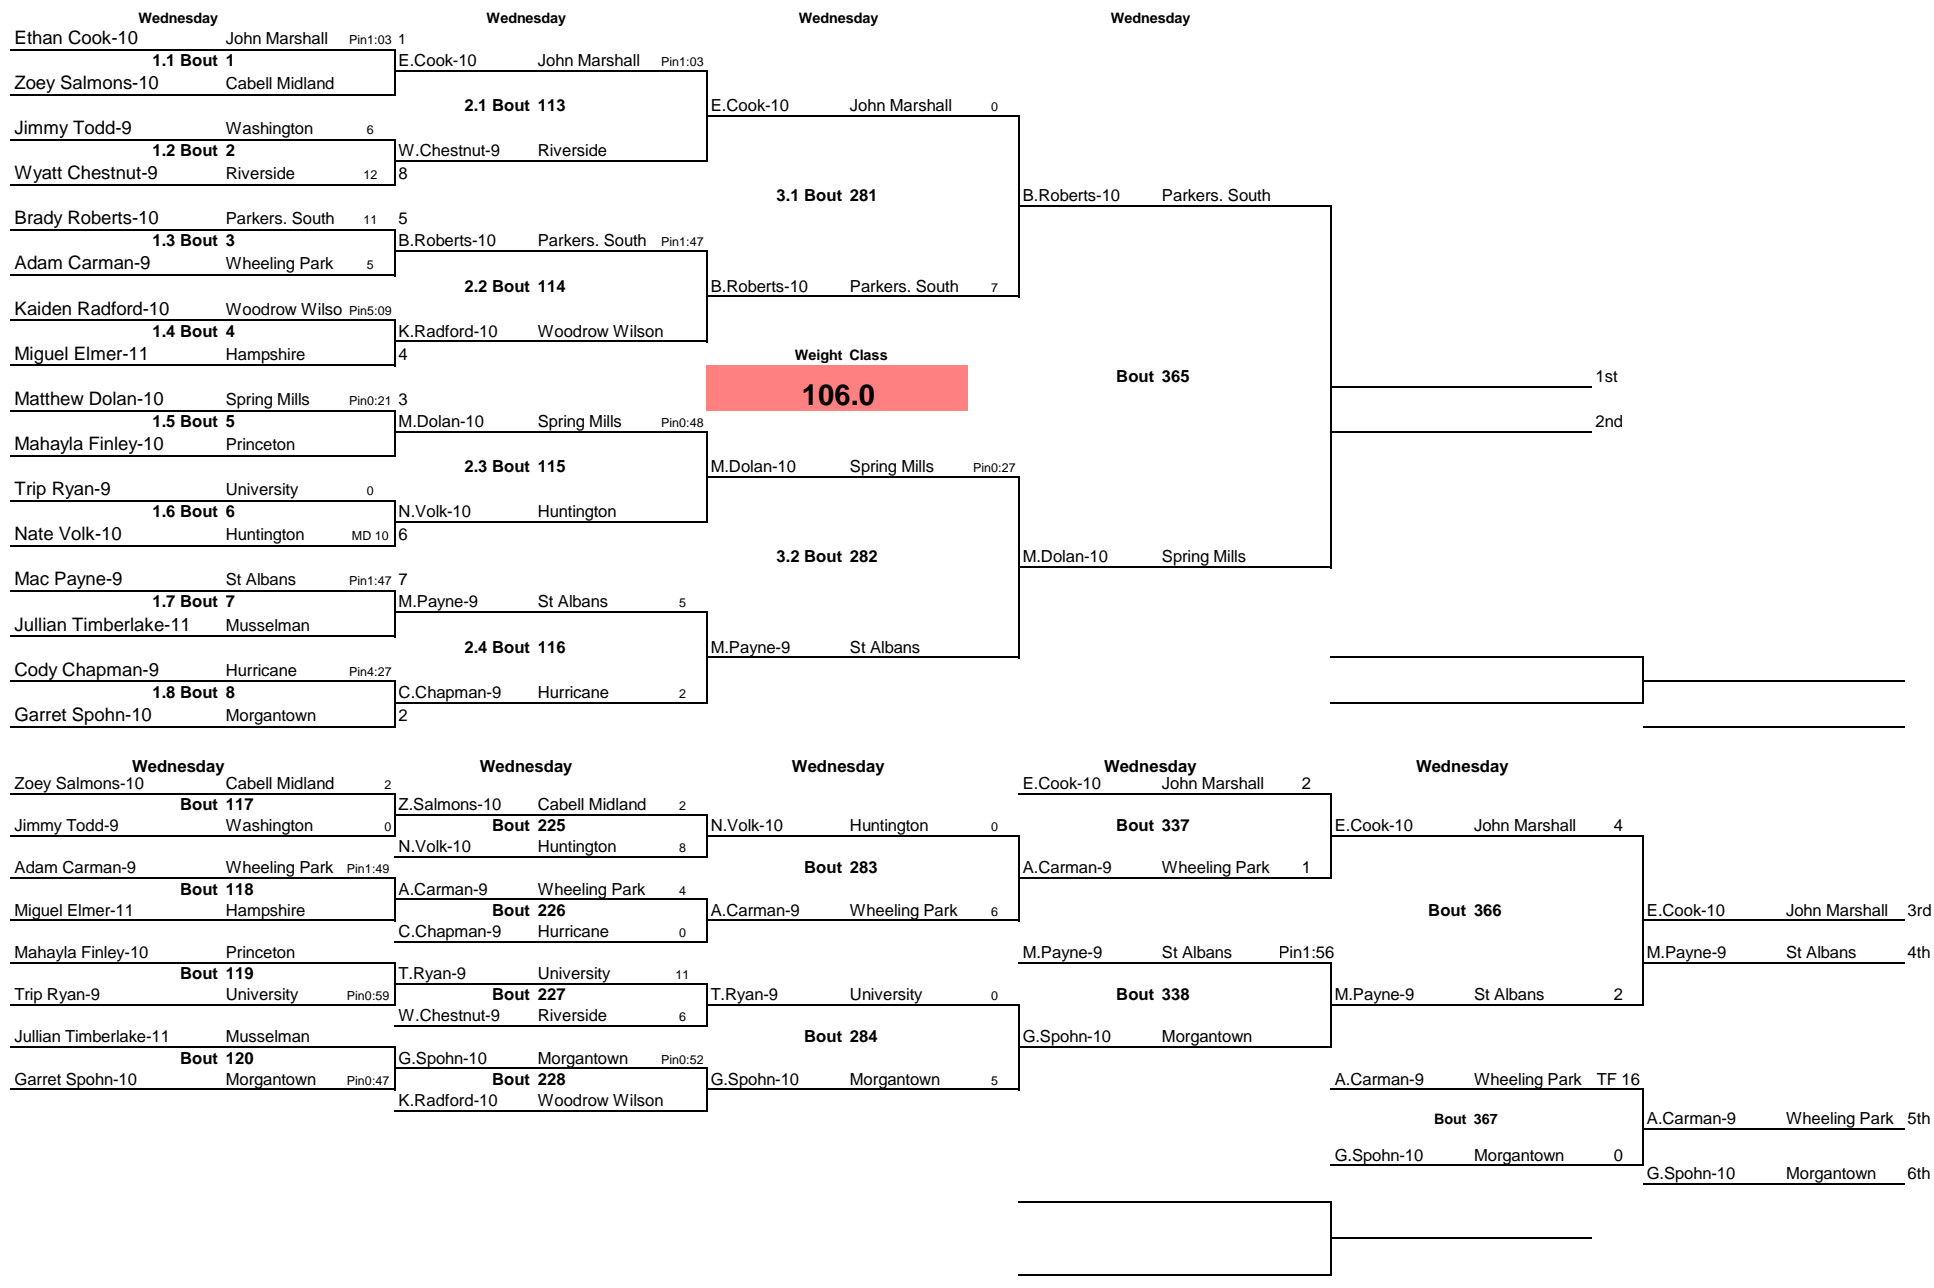 Wednesday Wednesday Wednesday Wednesday
Ethan Cook-10 John Marshall Pin1:03 1
1.1 Bout 1 E.Cook-10 John Marshall Pin1:03
Zoey Salmons-10 Cabell Midland
2.1 Bout 113 E.Cook-10 John Marshall 0
Jimmy Todd-9 Washington 6
1.2 Bout 2 W.Chestnut-9 Riverside
Wyatt Chestnut-9 Riverside 12 8
3.1 Bout 281 B.Roberts-10 Parkers. South
Brady Roberts-10 Parkers. South 11 5
1.3 Bout 3 B.Roberts-10 Parkers. South Pin1:47
Adam Carman-9 Wheeling Park 5
2.2 Bout 114 B.Roberts-10 Parkers. South 7
Kaiden Radford-10 Woodrow Wilso Pin5:09
1.4 Bout 4 K.Radford-10 Woodrow Wilson
Miguel Elmer-11 Hampshire 4 Weight Class
Bout 365 1st
Matthew Dolan-10 Spring Mills Pin0:21 3 106.0
1.5 Bout 5 M.Dolan-10 Spring Mills Pin0:48 2nd
Mahayla Finley-10 Princeton
2.3 Bout 115 M.Dolan-10 Spring Mills Pin0:27
Trip Ryan-9 University 0
1.6 Bout 6 N.Volk-10 Huntington
Nate Volk-10 Huntington MD 10 6
3.2 Bout 282 M.Dolan-10 Spring Mills
Mac Payne-9 St Albans Pin1:47 7
1.7 Bout 7 M.Payne-9 St Albans 5
Jullian Timberlake-11 Musselman
2.4 Bout 116 M.Payne-9 St Albans
Cody Chapman-9 Hurricane Pin4:27
1.8 Bout 8 C.Chapman-9 Hurricane 2
Garret Spohn-10 Morgantown 2
Wednesday Wednesday Wednesday Wednesday Wednesday
Zoey Salmons-10 Cabell Midland 2 E.Cook-10 John Marshall 2
Bout 117 Z.Salmons-10 Cabell Midland 2
Jimmy Todd-9 Washington 0 Bout 225 N.Volk-10 Huntington 0 Bout 337 E.Cook-10 John Marshall 4
N.Volk-10 Huntington 8
Adam Carman-9 Wheeling Park Pin1:49 Bout 283 A.Carman-9 Wheeling Park 1
Bout 118 A.Carman-9 Wheeling Park 4
Miguel Elmer-11 Hampshire Bout 226 A.Carman-9 Wheeling Park 6 Bout 366 E.Cook-10 John Marshall 3rd
C.Chapman-9 Hurricane 0
Mahayla Finley-10 Princeton M.Payne-9 St Albans Pin1:56 M.Payne-9 St Albans 4th
Bout 119 T.Ryan-9 University 11
Trip Ryan-9 University Pin0:59 Bout 227 T.Ryan-9 University 0 Bout 338 M.Payne-9 St Albans 2
W.Chestnut-9 Riverside 6
Jullian Timberlake-11 Musselman Bout 284 G.Spohn-10 Morgantown
Bout 120 G.Spohn-10 Morgantown Pin0:52
Garret Spohn-10 Morgantown Pin0:47 Bout 228 G.Spohn-10 Morgantown 5 A.Carman-9 Wheeling Park TF 16
K.Radford-10 Woodrow Wilson
Bout 367 A.Carman-9 Wheeling Park 5th
G.Spohn-10 Morgantown 0
G.Spohn-10 Morgantown 6th